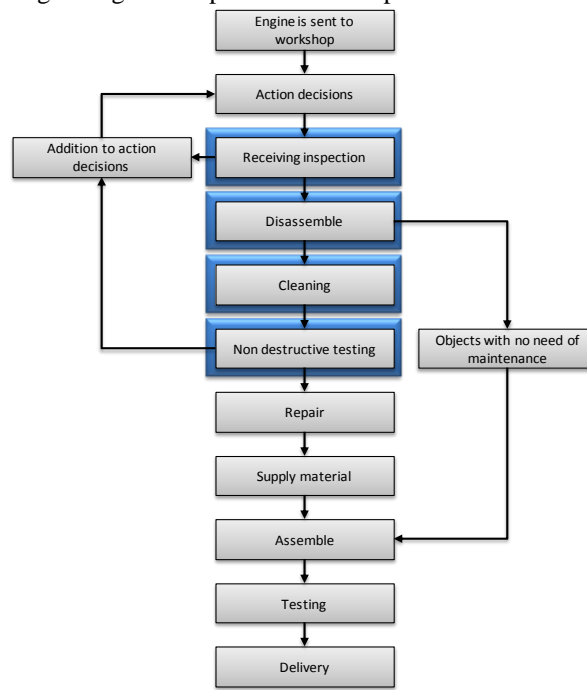 Engine is sent to
workshop
Action decisions
Addition to action
decisions
Receiving inspection
Disassemble
Cleaning
Non destructive testing
Objects with no need of
maintenance
Repair
Supply material
Assemble
Testing
Delivery